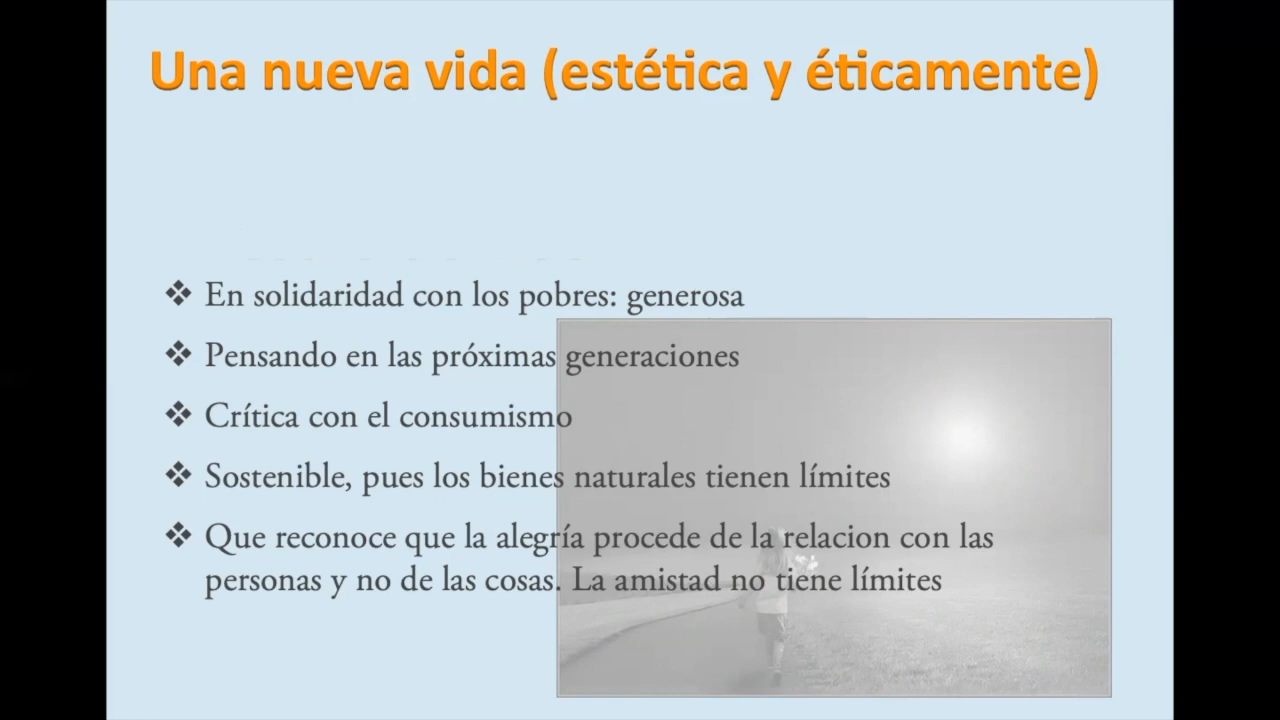 Una nueva vida (estética y éticamente)
❖ En solidaridad con los pobres: generosa
❖ Pensando en las próximas generaciones
❖ Crítica con el consumismo
❖ Sostenible, pues los bienes naturales tienen límites
❖ Que reconoce que la alegría procede de la relacion con las
personas y no de las cosas. La amistad no tiene límites